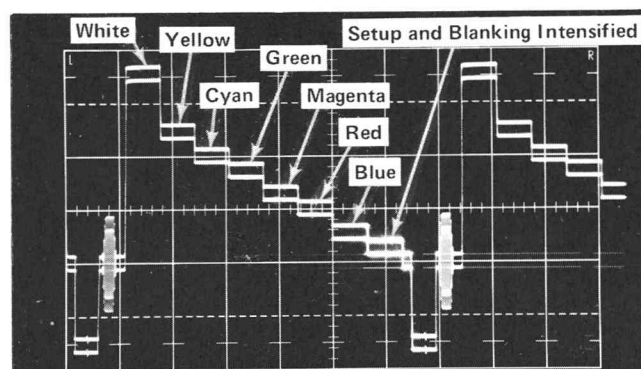 White
Yellow
Cyan
Green
Magenta
Red
Blue
Setup and Blanking Intensified
L
R